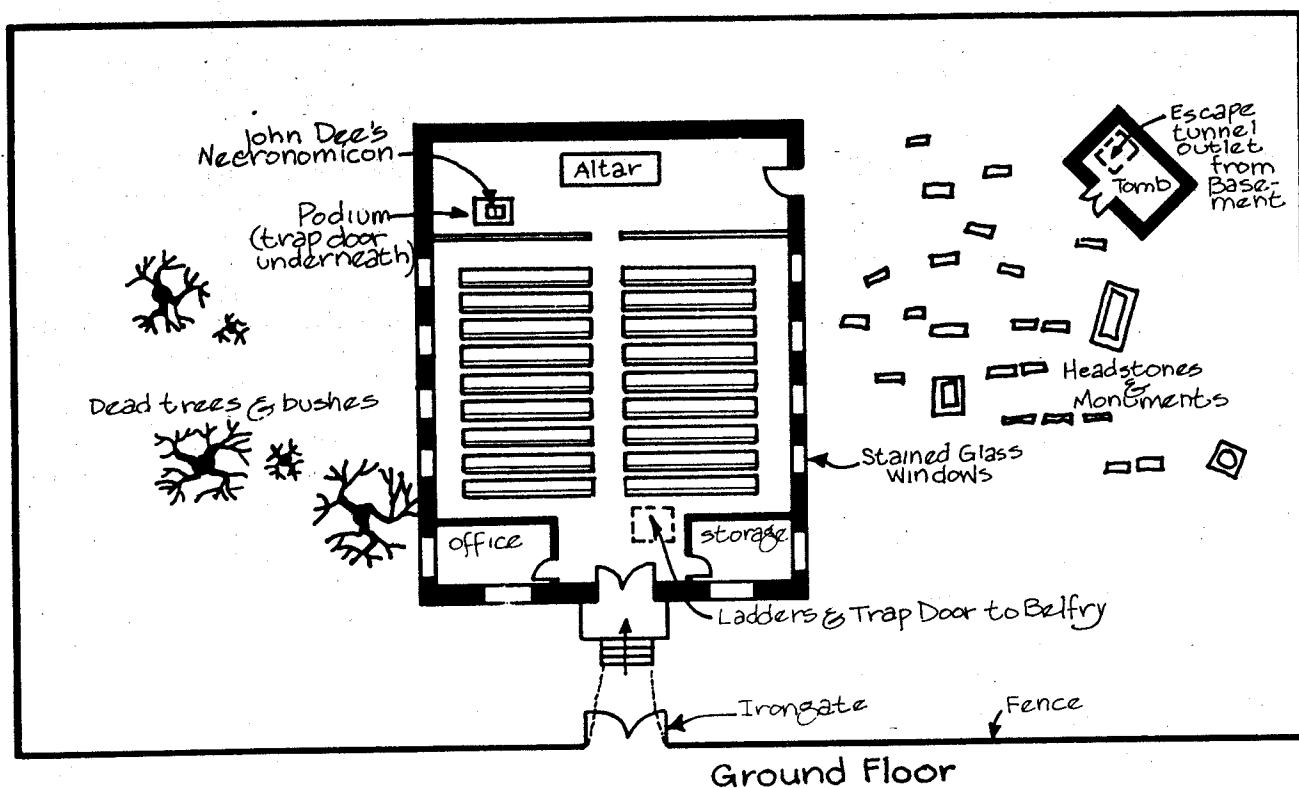 John Dee's
Necronomicon
Altar
Escape
tunnel
outlet
from
Base-
ment
Tomb
Podium
(trap door
underneath)
Dead trees & bushes
Headstones
&
Montments
Stained Glass
Windows
office
storage
Ladders & Trap Door to Belfry
Irongate
Fence
Ground Floor